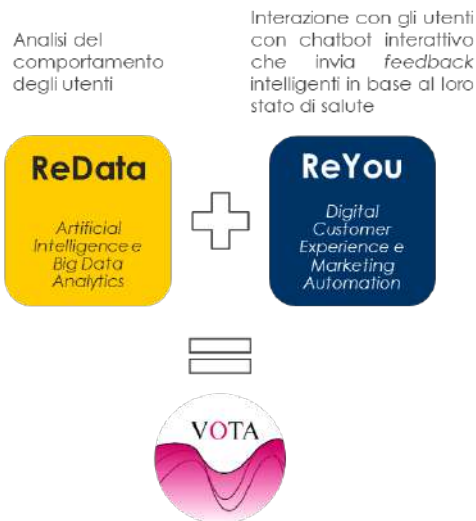 Analisi del
comportamento
degli utenti
Interazione con gli utenti
con chatbot interattivo
che invia feedback
intelligenti in base al loro
stato di salute
ReData
Artificial
Intelligence e
Big Data
Analytics
ReYou
Digital
Customer
Experience e
Marketing
Automation
VOTA